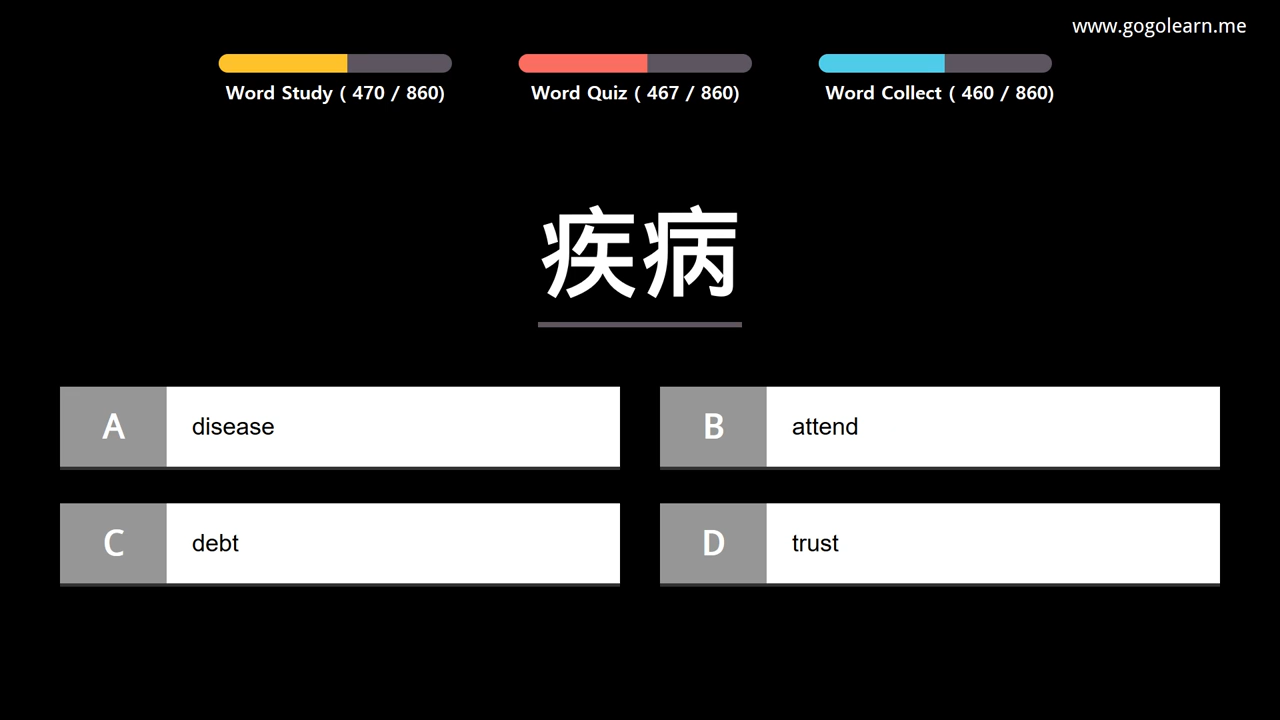 www.gogolearn.me
Word Study ( 470 / 860)
Word Quiz ( 467 / 860)
Word Collect ( 460 / 860)
疾病
A disease
B attend
C debt
D trust